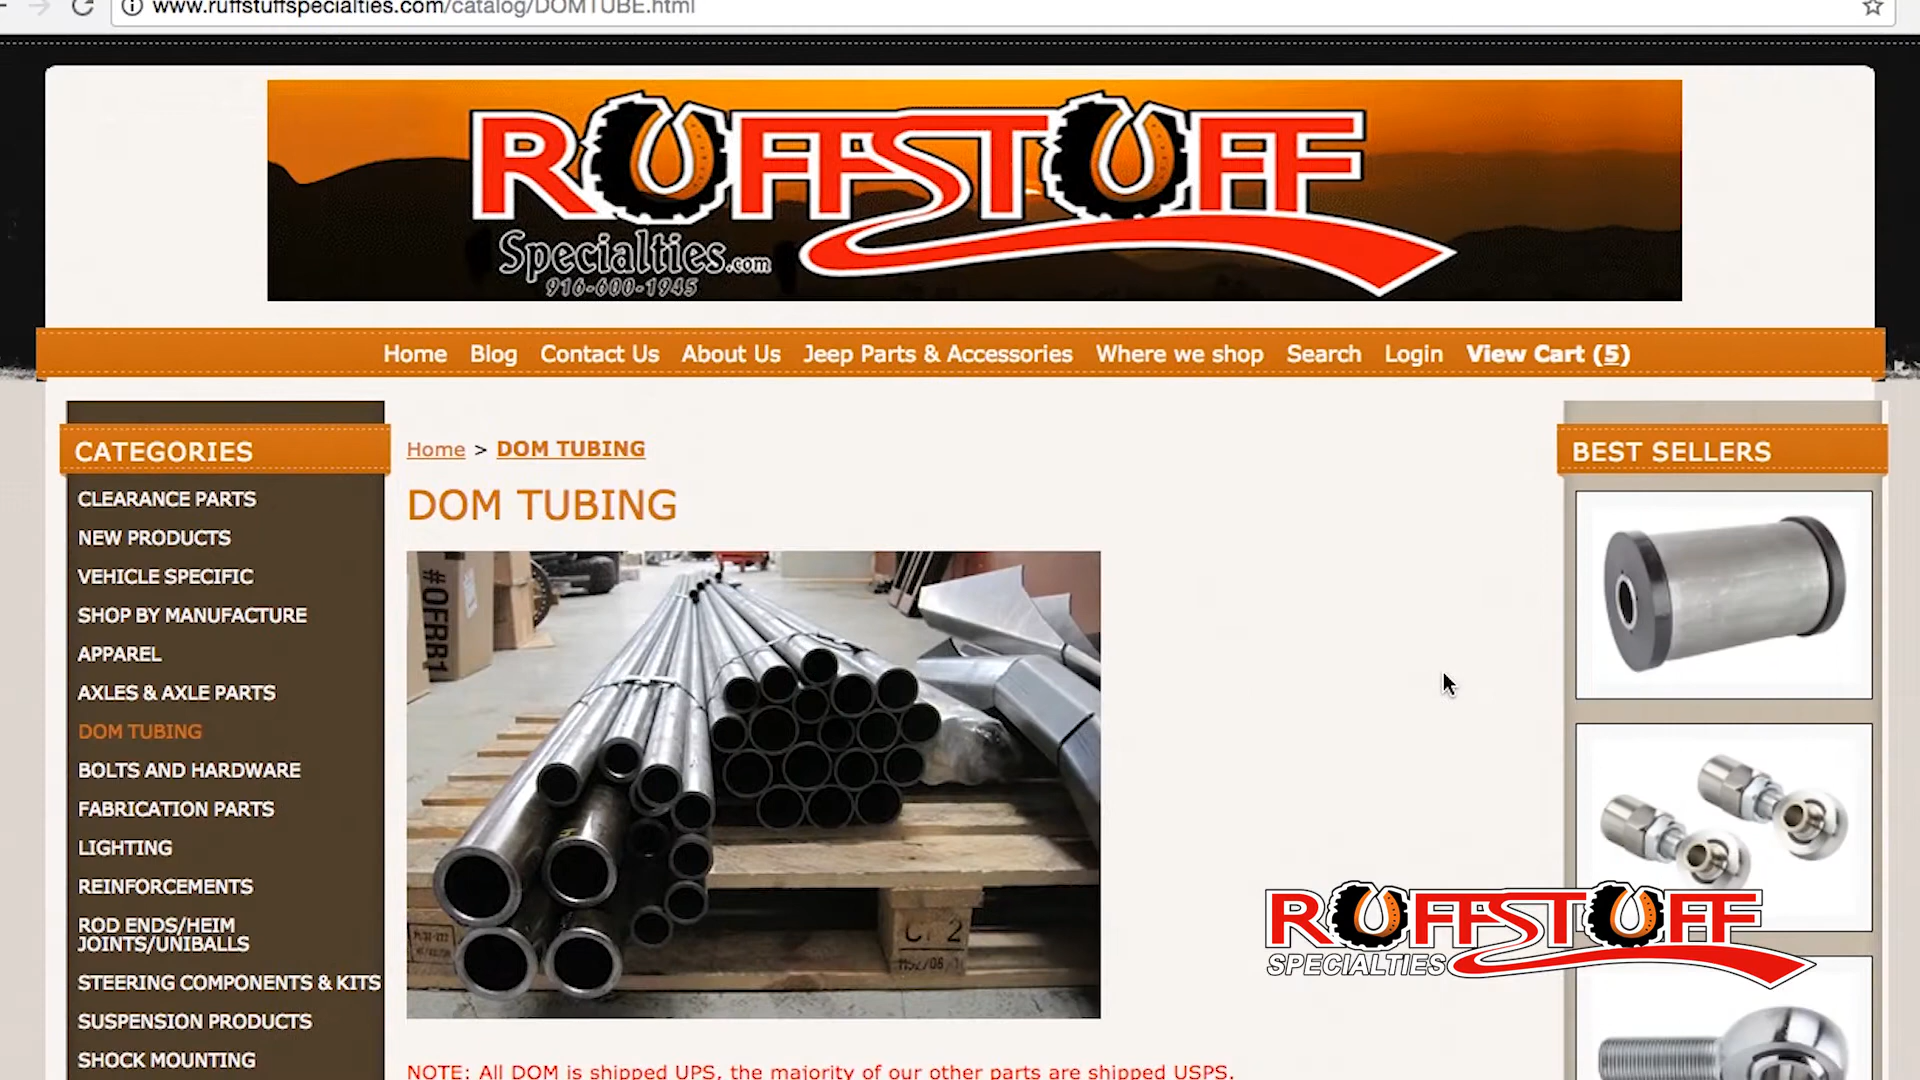 www.ruffstuffspecialties.com/catalog/DOMTUBE.html
RUFFSTUFF
Specialties.com
916-600-1945
Home Blog Contact Us About Us Jeep Parts & Accessories Where we shop Search Login View Cart (5)
CATEGORIES
CLEARANCE PARTS
NEW PRODUCTS
VEHICLE SPECIFIC
SHOP BY MANUFACTURE
APPAREL
AXLES & AXLE PARTS
DOM TUBING
BOLTS AND HARDWARE
FABRICATION PARTS
LIGHTING
REINFORCEMENTS
ROD ENDS/HEIM
JOINTS/UNIBALLS
STEERING COMPONENTS & KITS
SUSPENSION PRODUCTS
SHOCK MOUNTING
Home > DOM TUBING
DOM TUBING
#OFRB1
NOTE: All DOM is shipped UPS, the majority of our other parts are shipped USPS.
BEST SELLERS
RUFFSTUFF
SPECIALTIES